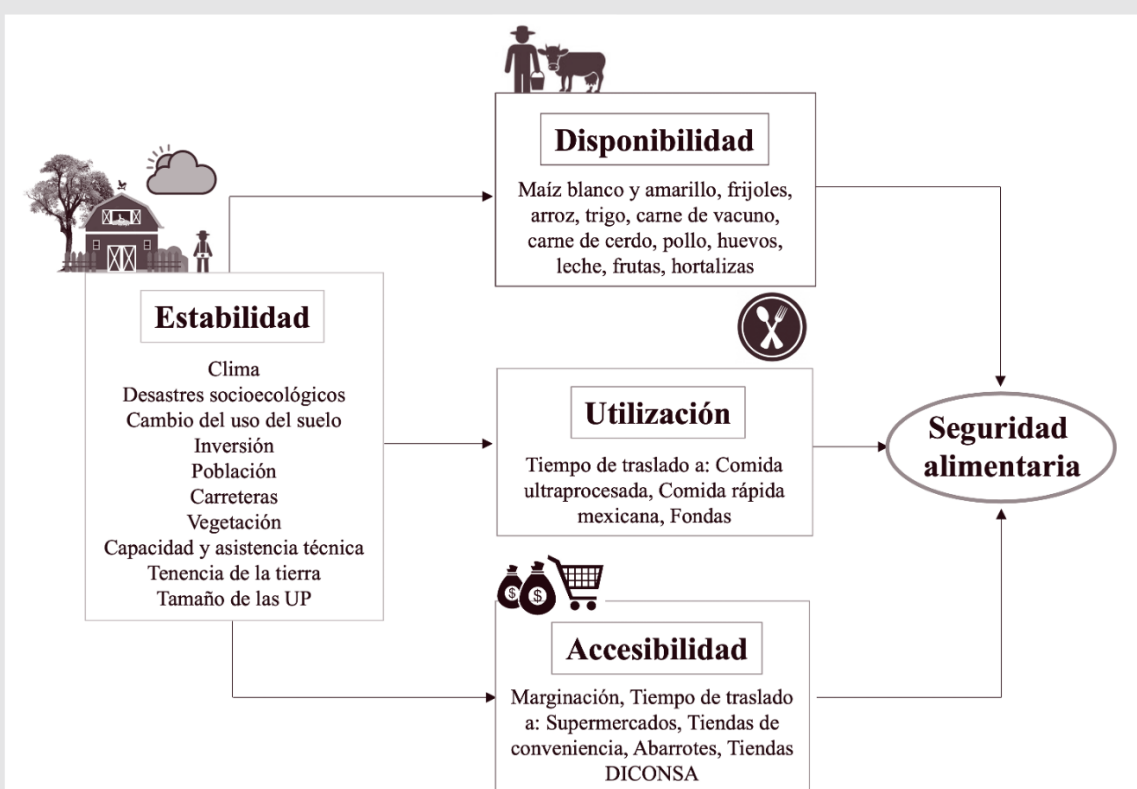 Disponibilidad
Maíz blanco y amarillo, frijoles,
arroz, trigo, carne de vacuno,
carne de cerdo, pollo, huevos,
leche, frutas, hortalizas
Estabilidad
Clima
Desastres socioecológicos
Cambio del uso del suelo
Inversión
Población
Carreteras
Vegetación
Capacidad y asistencia técnica
Tenencia de la tierra
Tamaño de las UP
Utilización
Tiempo de traslado a: Comida
ultraprocesada, Comida rápida
mexicana, Fondas
$
$
Accesibilidad
Marginación, Tiempo de traslado
a: Supermercados, Tiendas de
conveniencia, Abarrotes, Tiendas
DICONSA
Seguridad
alimentaria